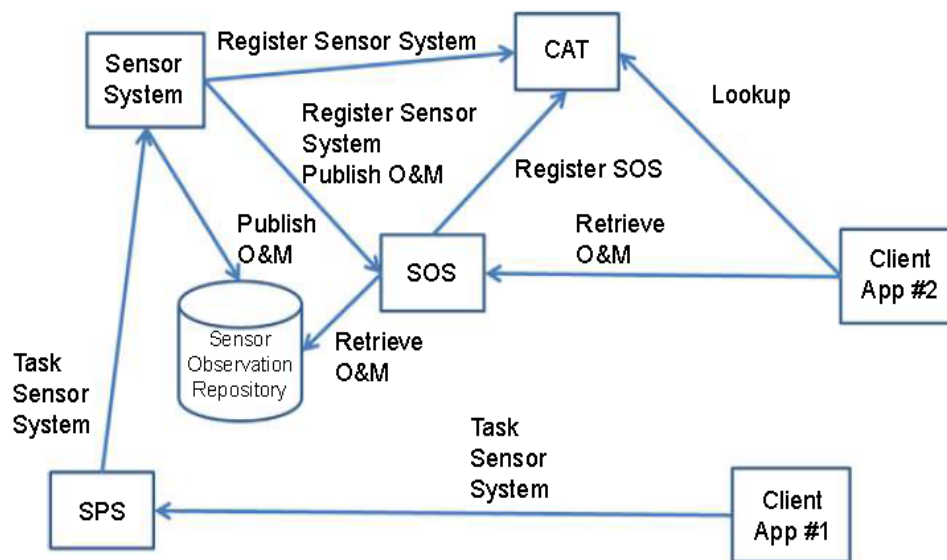 Register Sensor System
CAT
Sensor
System
Lookup
Register Sensor
System
Publish O&M
Register SOS
Publish
O&M
Retrieve
O&M
SOS
Client
App #2
Sensor
Observation
Repository
Retrieve
O&M
Task
Sensor
System
Task
Sensor
System
SPS
Client
App #1